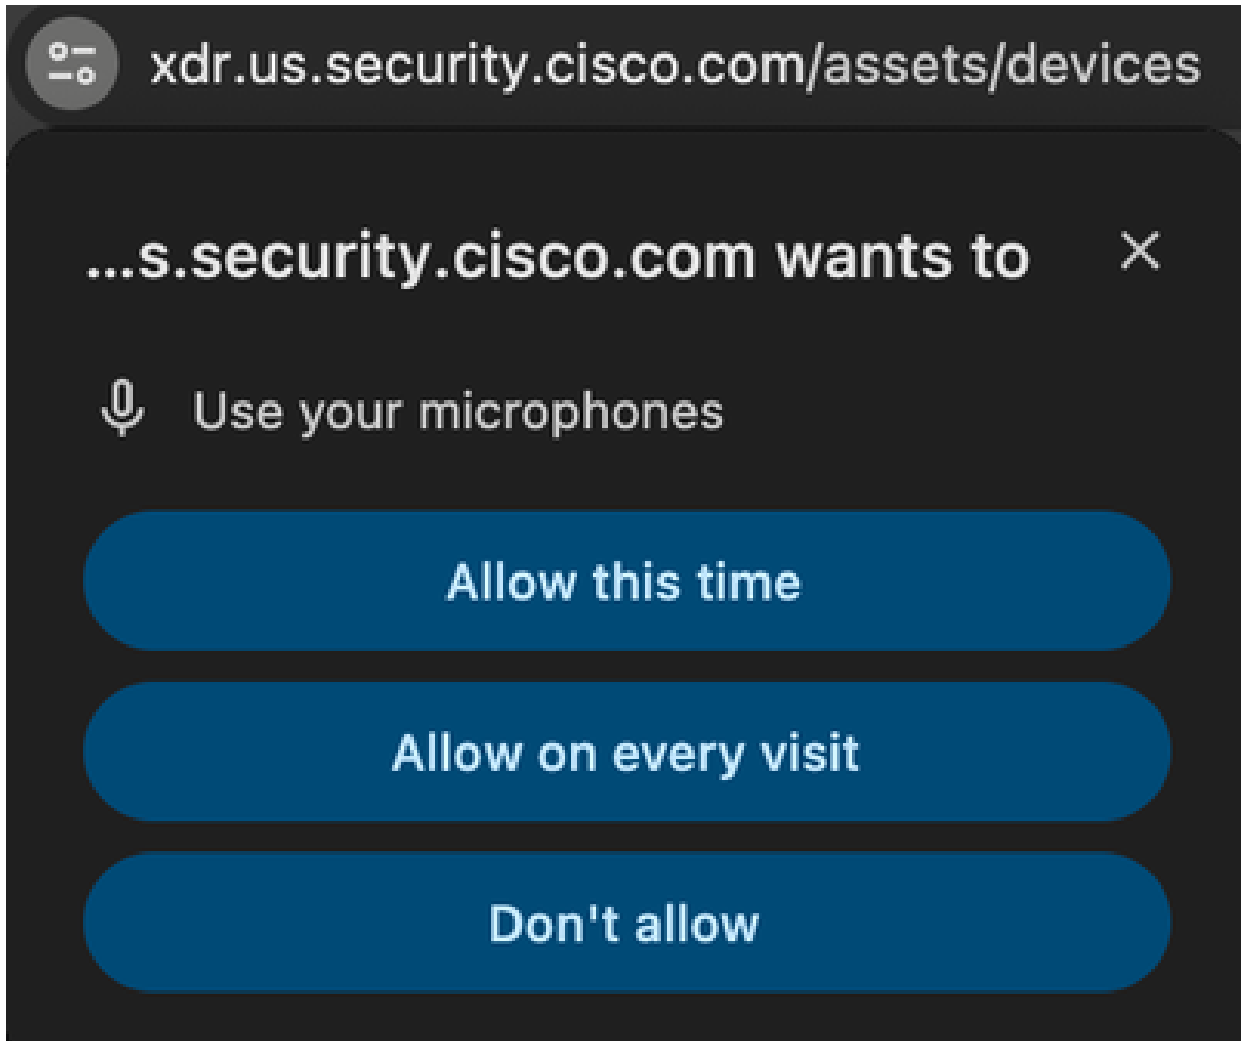 xdr.us.security.cisco.com/assets/devices
...s.security.cisco.com wants to
Use your microphones
Allow this time
Allow on every visit
Don't allow